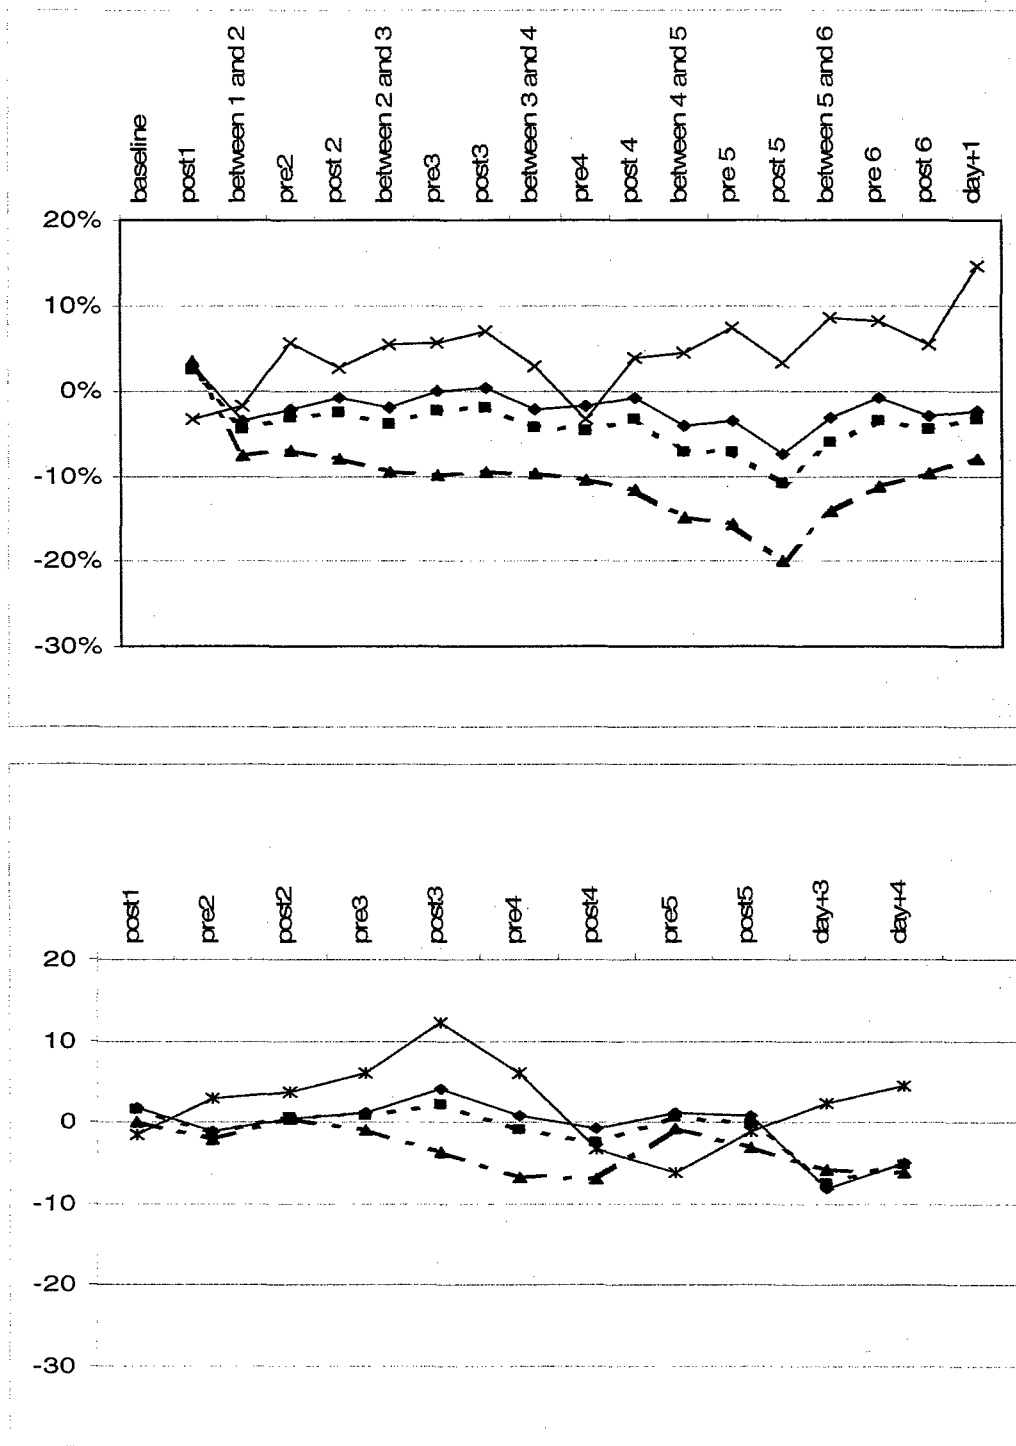 baseline
post1
between 1 and 2
pre2
post 2
between 2 and 3
pre3
post3
between 3 and 4
pre4
post 4
between 4 and 5
pre 5
post 5
between 5 and 6
pre 6
post 6
day+1
20%
10%
0%
-10%
-20%
-30%
post1
pre2
post2
pre3
post3
pre4
post4
pre5
post5
day+3
day+4
20
10
0
-10
-20
-30